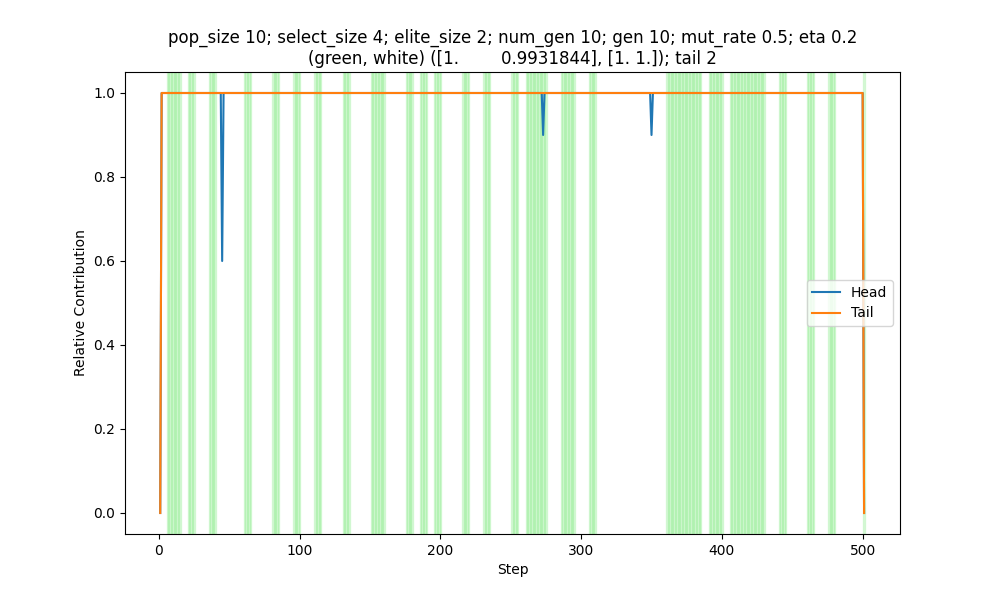 pop_size 10; select_size 4; elite_size 2; num_gen 10; gen 10; mut_rate 0.5; eta 0.2
(green, white) ([1. 0.9931844], [1. 1.]); tail 2
1.0
0.8
0.6
0.4
0.2
0.0
Relative Contribution
Head
Tail
0
100
200
300
400
500
Step